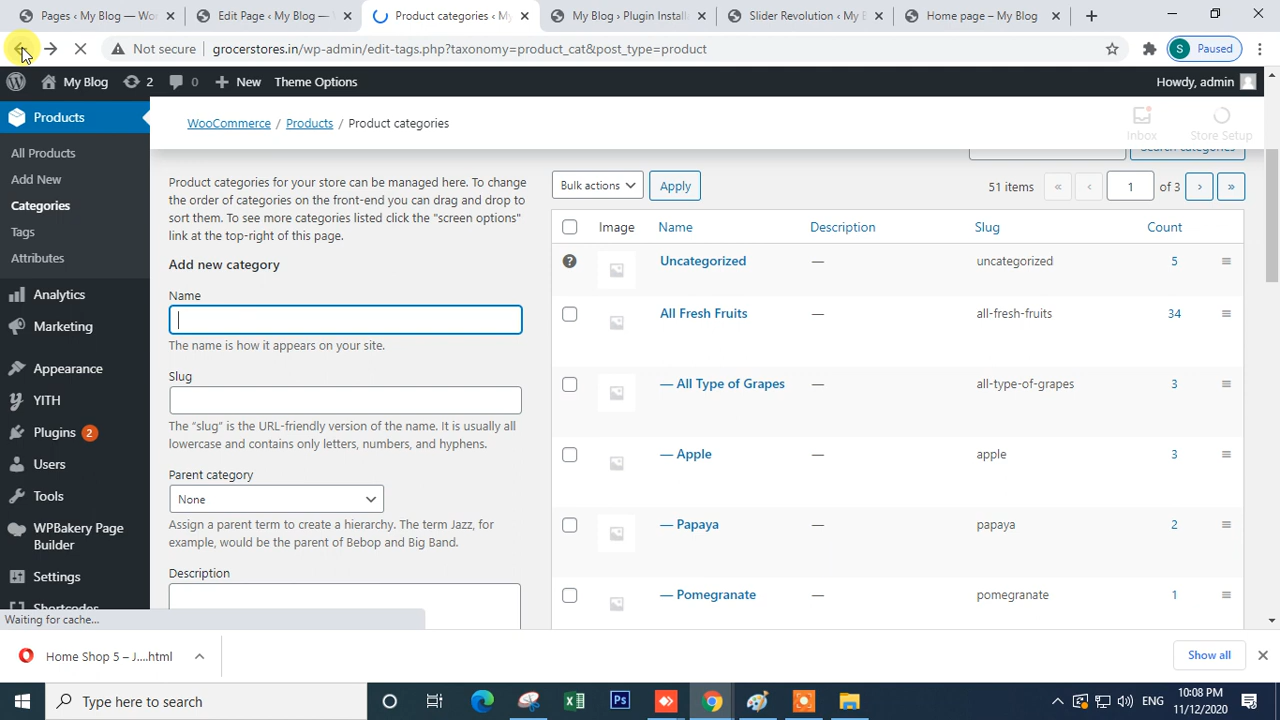 Pages ‹ My Blog — Wor
Edit Page ‹ My Blog — W
Product categories ‹ My
My Blog › Plugin Install
Slider Revolution ‹ My B
Home page – My Blog
Not secure
grocerstores.in/wp-admin/edit-tags.php?taxonomy=product_cat&post_type=product
S Paused
My Blog
2
0
New
Theme Options
Howdy, admin
Products
WooCommerce / Products / Product categories
Inbox
Store Setup
All Products
Add New
Categories
Tags
Attributes
Analytics
Marketing
Appearance
YITH
Plugins 2
Users
Tools
WPBakery Page
Builder
Settings
Shortcodes
Search categories
Product categories for your store can be managed here. To change
the order of categories on the front-end you can drag and drop to
sort them. To see more categories listed click the "screen options"
link at the top-right of this page.
Add new category
Name
The name is how it appears on your site.
Slug
The “slug” is the URL-friendly version of the name. It is usually all
lowercase and contains only letters, numbers, and hyphens.
Parent category
None
Assign a parent term to create a hierarchy. The term Jazz, for
example, would be the parent of Bebop and Big Band.
Description
Bulk actions
Apply
51 items « ‹ 1 of 3 › »
Image Name Description Slug Count
Uncategorized — uncategorized 5
All Fresh Fruits — all-fresh-fruits 34
— All Type of Grapes — all-type-of-grapes 3
— Apple — apple 3
— Papaya — papaya 2
— Pomegranate — pomegranate 1
Waiting for cache...
Home Shop 5 – J....html
Show all
Type here to search
ENG
10:08 PM
11/12/2020